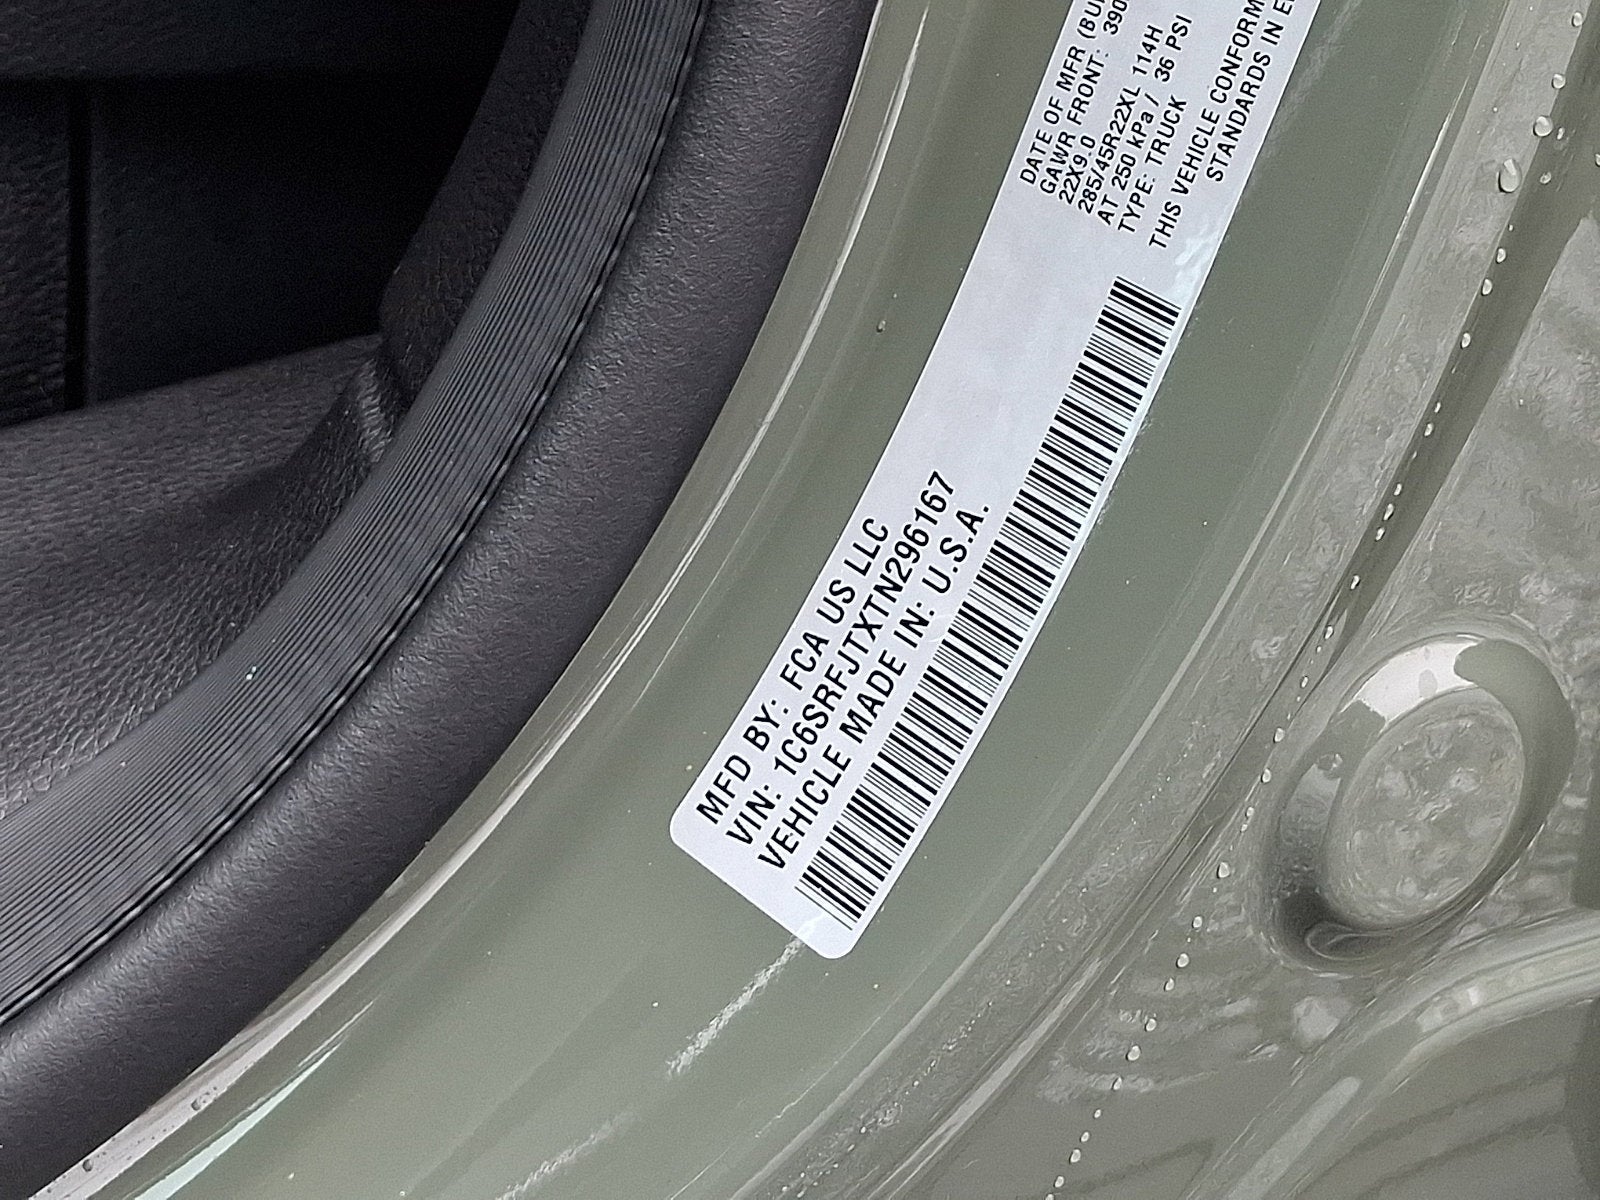 MFD BY: FCA US LLC
VIN: 1C6SRFJTXTN296167
VEHICLE MADE IN: U.S.A.
DATE OF MFR
GAWR FRONT: 390
22X9.0
285/45R22XL 114H
AT 250 kPa / 36 PSI
TYPE: TRUCK
THIS VEHICLE CONFORM
STANDARDS IN